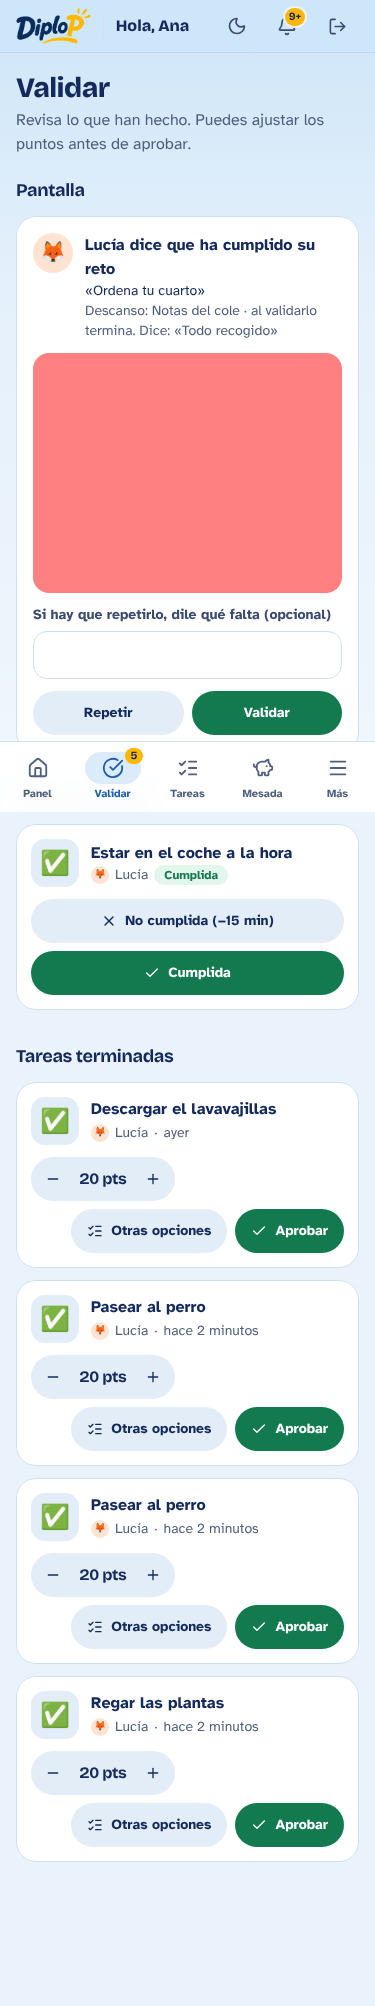 DiploP
Hola, Ana
9+
Validar
Revisa lo que han hecho. Puedes ajustar los
puntos antes de aprobar.
Pantalla
Lucía dice que ha cumplido su
reto
«Ordena tu cuarto»
Descanso: Notas del cole · al validarlo
termina. Dice: «Todo recogido»
Si hay que repetirlo, dile qué falta (opcional)
Repetir
Validar
5
Panel
Validar
Tareas
Mesada
Más
Estar en el coche a la hora
Lucía
Cumplida
No cumplida (−15 min)
Cumplida
Tareas terminadas
Descargar el lavavajillas
Lucía · ayer
− 20 pts +
Otras opciones
Aprobar
Pasear al perro
Lucía · hace 2 minutos
− 20 pts +
Otras opciones
Aprobar
Pasear al perro
Lucía · hace 2 minutos
− 20 pts +
Otras opciones
Aprobar
Regar las plantas
Lucía · hace 2 minutos
− 20 pts +
Otras opciones
Aprobar